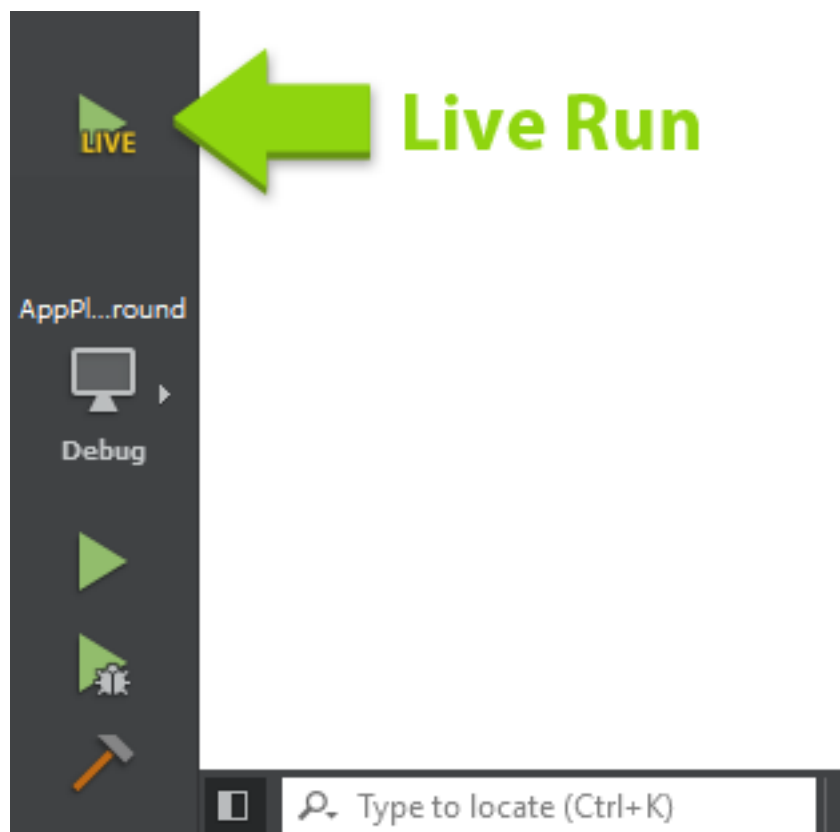 LIVE
Live Run
AppPl...round
Debug
Type to locate (Ctrl+K)